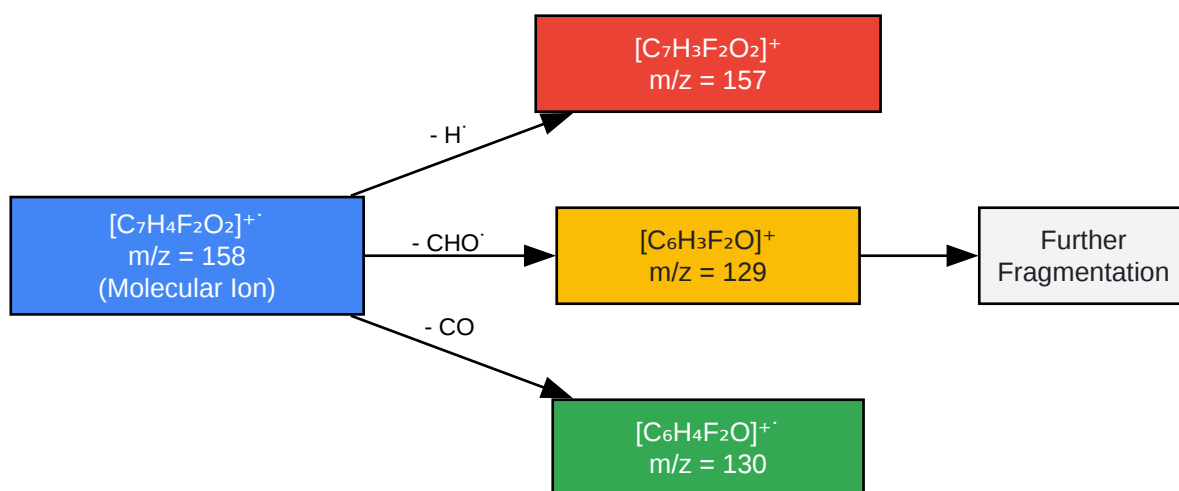 [C₇H₃F₂O₂]⁺
m/z = 157
- H˙
[C₇H₄F₂O₂]⁺˙
m/z = 158
(Molecular Ion)
- CHO˙
[C₆H₃F₂O]⁺
m/z = 129
Further
Fragmentation
- CO
[C₆H₄F₂O]⁺˙
m/z = 130